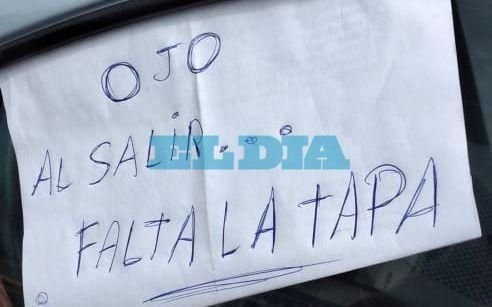 OJO
AL SALIR...
EL DIA
FALTA LA TAPA